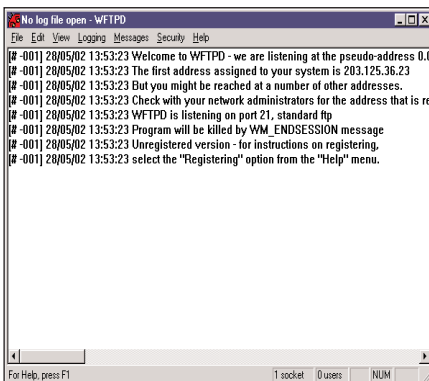 No log file open - WFTPD
File Edit View Logging Messages Security Help
[# -001] 28/05/02 13:53:23 Welcome to WFTPD - we are listening at the pseudo-address 0.0
[# -001] 28/05/02 13:53:23 The first address assigned to your system is 203.125.36.23
[# -001] 28/05/02 13:53:23 But you might be reached at a number of other addresses.
[# -001] 28/05/02 13:53:23 Check with your network administrators for the address that is re
[# -001] 28/05/02 13:53:23 WFTPD is listening on port 21, standard ftp
[# -001] 28/05/02 13:53:23 Program will be killed by WM_ENDSESSION message
[# -001] 28/05/02 13:53:23 Unregistered version - for instructions on registering,
[# -001] 28/05/02 13:53:23 select the "Registering" option from the "Help" menu.
For Help, press F1 1 socket 0 users NUM